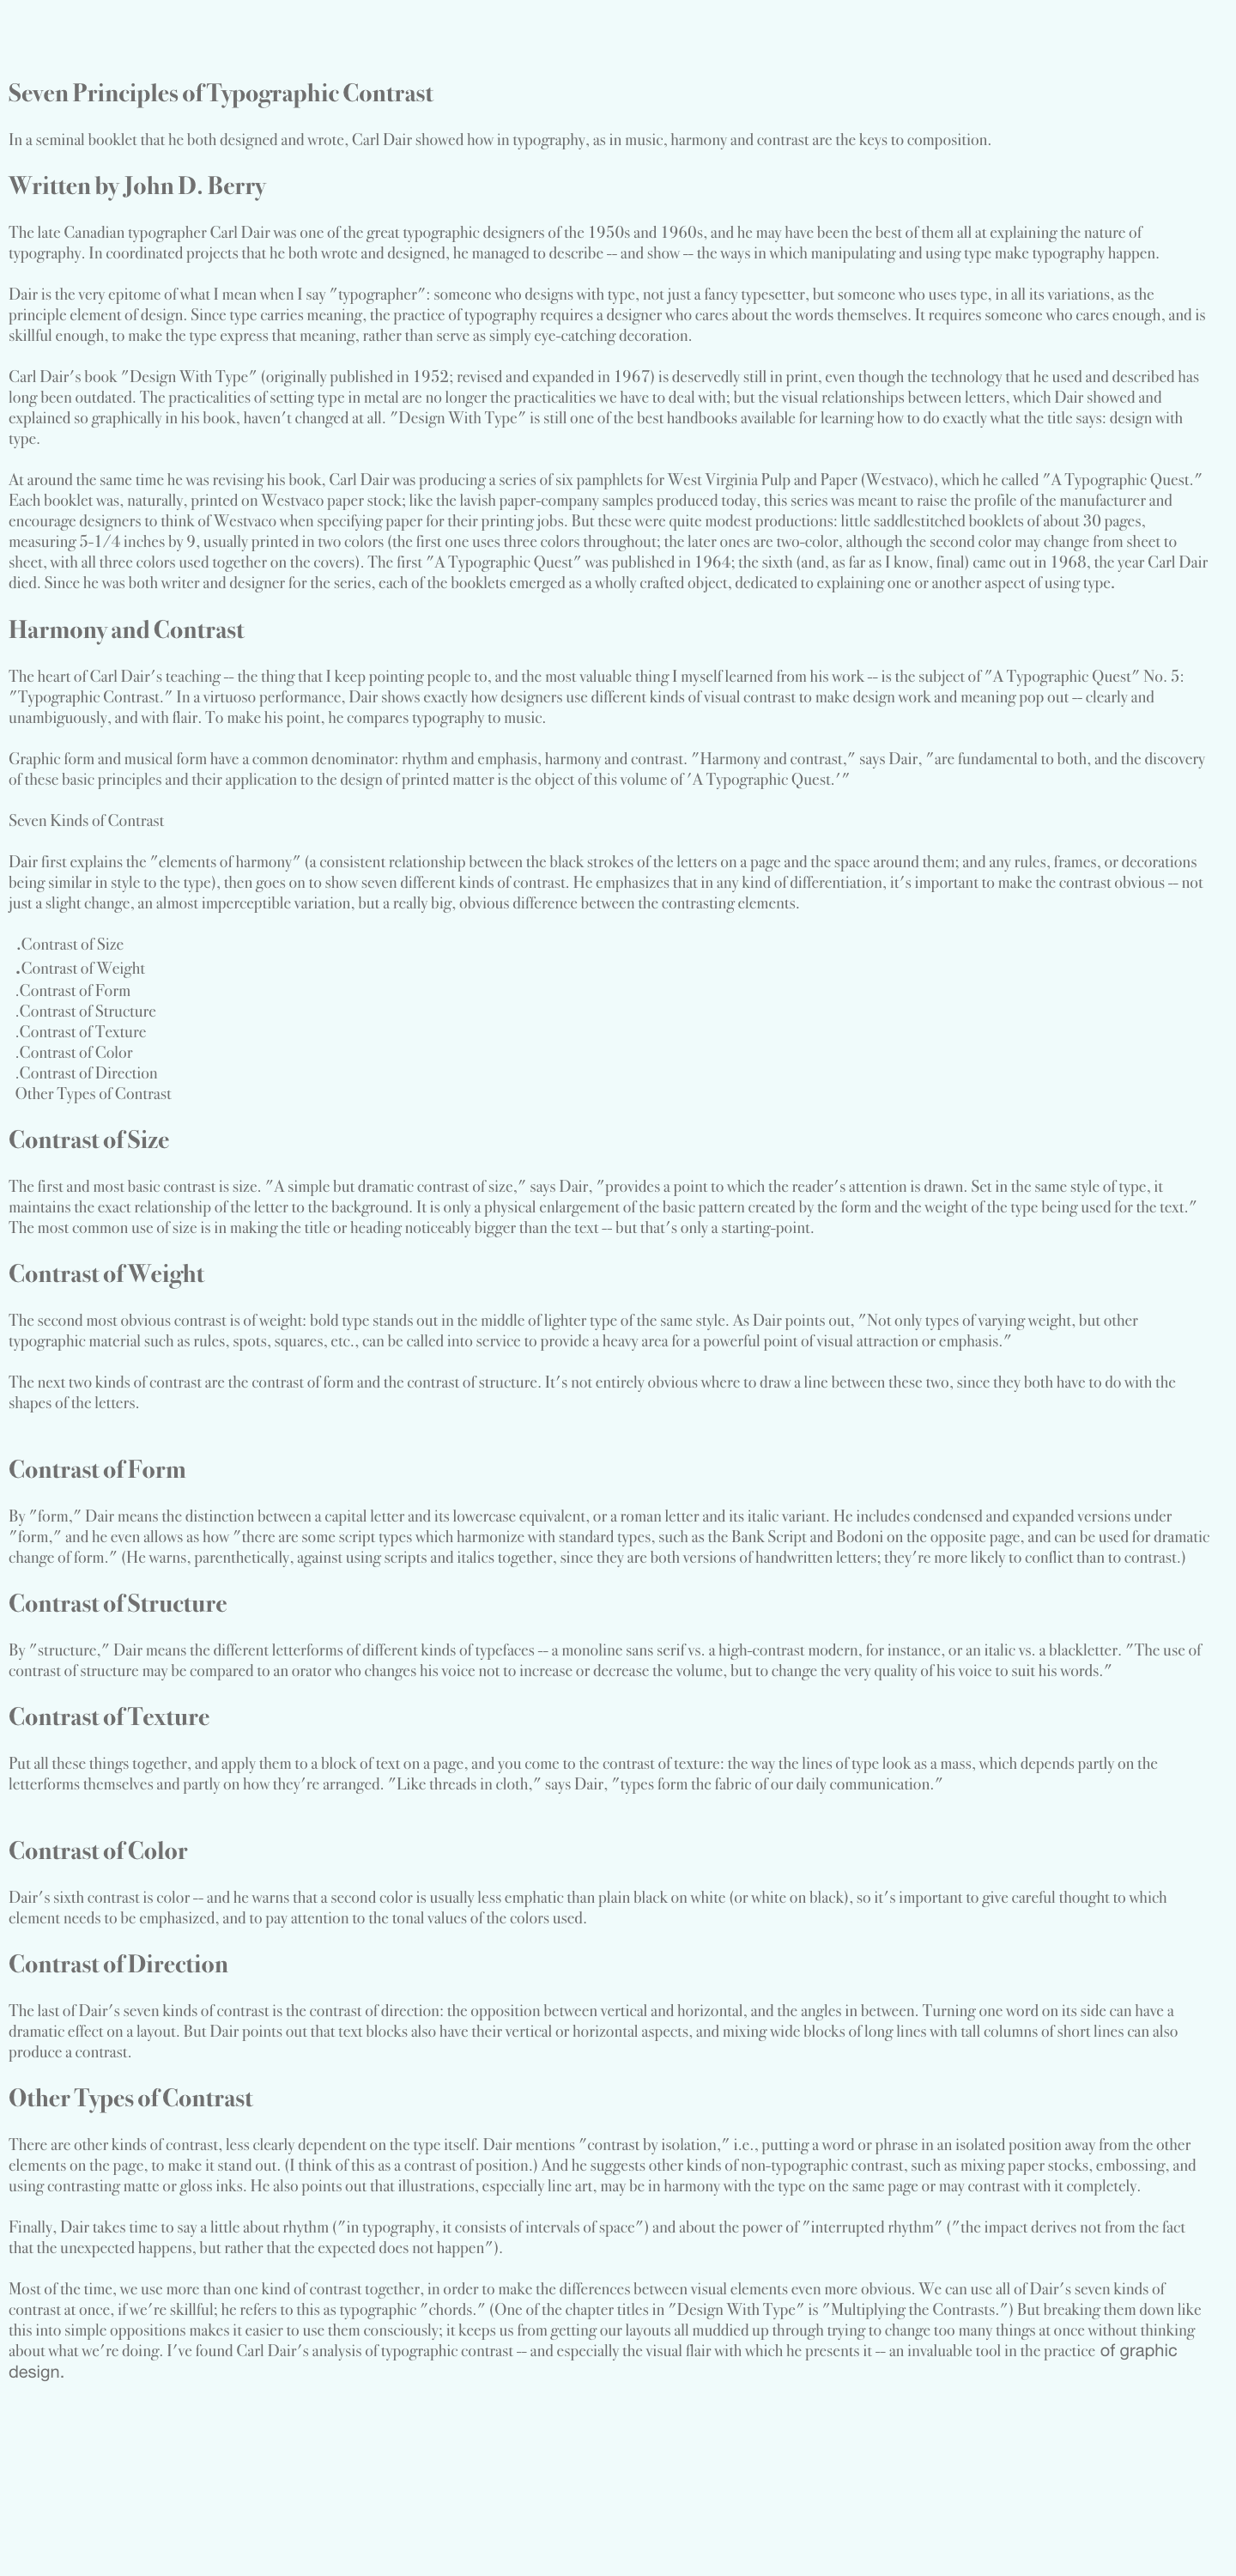 Seven Principles of Typographic Contrast
In a seminal booklet that he both designed and wrote, Carl Dair showed how in typography, as in music, harmony and contrast are the keys to composition.
Written by John D. Berry
The late Canadian typographer Carl Dair was one of the great typographic designers of the 1950s and 1960s, and he may have been the best of them all at explaining the nature of
typography. In coordinated projects that he both wrote and designed, he managed to describe -- and show -- the ways in which manipulating and using type make typography happen.
Dair is the very epitome of what I mean when I say "typographer": someone who designs with type, not just a fancy typesetter, but someone who uses type, in all its variations, as the
principle element of design. Since type carries meaning, the practice of typography requires a designer who cares about the words themselves. It requires someone who cares enough, and is
skillful enough, to make the type express that meaning, rather than serve as simply eye-catching decoration.
Carl Dair's book "Design With Type" (originally published in 1952; revised and expanded in 1967) is deservedly still in print, even though the technology that he used and described has
long been outdated. The practicalities of setting type in metal are no longer the practicalities we have to deal with; but the visual relationships between letters, which Dair showed and
explained so graphically in his book, haven't changed at all. "Design With Type" is still one of the best handbooks available for learning how to do exactly what the title says: design with
type.
At around the same time he was revising his book, Carl Dair was producing a series of six pamphlets for West Virginia Pulp and Paper (Westvaco), which he called "A Typographic Quest."
Each booklet was, naturally, printed on Westvaco paper stock; like the lavish paper-company samples produced today, this series was meant to raise the profile of the manufacturer and
encourage designers to think of Westvaco when specifying paper for their printing jobs. But these were quite modest productions: little saddlestitched booklets of about 30 pages,
measuring 5-1/4 inches by 9, usually printed in two colors (the first one uses three colors throughout; the later ones are two-color, although the second color may change from sheet to
sheet, with all three colors used together on the covers). The first "A Typographic Quest" was published in 1964; the sixth (and, as far as I know, final) came out in 1968, the year Carl Dair
died. Since he was both writer and designer for the series, each of the booklets emerged as a wholly crafted object, dedicated to explaining one or another aspect of using type.
Harmony and Contrast
The heart of Carl Dair's teaching -- the thing that I keep pointing people to, and the most valuable thing I myself learned from his work -- is the subject of "A Typographic Quest" No. 5:
"Typographic Contrast." In a virtuoso performance, Dair shows exactly how designers use different kinds of visual contrast to make design work and meaning pop out -- clearly and
unambiguously, and with flair. To make his point, he compares typography to music.
Graphic form and musical form have a common denominator: rhythm and emphasis, harmony and contrast. "Harmony and contrast," says Dair, "are fundamental to both, and the discovery
of these basic principles and their application to the design of printed matter is the object of this volume of 'A Typographic Quest.'"
Seven Kinds of Contrast
Dair first explains the "elements of harmony" (a consistent relationship between the black strokes of the letters on a page and the space around them; and any rules, frames, or decorations
being similar in style to the type), then goes on to show seven different kinds of contrast. He emphasizes that in any kind of differentiation, it's important to make the contrast obvious -- not
just a slight change, an almost imperceptible variation, but a really big, obvious difference between the contrasting elements.
.Contrast of Size
.Contrast of Weight
.Contrast of Form
.Contrast of Structure
.Contrast of Texture
.Contrast of Color
.Contrast of Direction
Other Types of Contrast
Contrast of Size
The first and most basic contrast is size. "A simple but dramatic contrast of size," says Dair, "provides a point to which the reader's attention is drawn. Set in the same style of type, it
maintains the exact relationship of the letter to the background. It is only a physical enlargement of the basic pattern created by the form and the weight of the type being used for the text."
The most common use of size is in making the title or heading noticeably bigger than the text -- but that's only a starting-point.
Contrast of Weight
The second most obvious contrast is of weight: bold type stands out in the middle of lighter type of the same style. As Dair points out, "Not only types of varying weight, but other
typographic material such as rules, spots, squares, etc., can be called into service to provide a heavy area for a powerful point of visual attraction or emphasis."
The next two kinds of contrast are the contrast of form and the contrast of structure. It's not entirely obvious where to draw a line between these two, since they both have to do with the
shapes of the letters.
Contrast of Form
By "form," Dair means the distinction between a capital letter and its lowercase equivalent, or a roman letter and its italic variant. He includes condensed and expanded versions under
"form," and he even allows as how "there are some script types which harmonize with standard types, such as the Bank Script and Bodoni on the opposite page, and can be used for dramatic
change of form." (He warns, parenthetically, against using scripts and italics together, since they are both versions of handwritten letters; they're more likely to conflict than to contrast.)
Contrast of Structure
By "structure," Dair means the different letterforms of different kinds of typefaces -- a monoline sans serif vs. a high-contrast modern, for instance, or an italic vs. a blackletter. "The use of
contrast of structure may be compared to an orator who changes his voice not to increase or decrease the volume, but to change the very quality of his voice to suit his words."
Contrast of Texture
Put all these things together, and apply them to a block of text on a page, and you come to the contrast of texture: the way the lines of type look as a mass, which depends partly on the
letterforms themselves and partly on how they're arranged. "Like threads in cloth," says Dair, "types form the fabric of our daily communication."
Contrast of Color
Dair's sixth contrast is color -- and he warns that a second color is usually less emphatic than plain black on white (or white on black), so it's important to give careful thought to which
element needs to be emphasized, and to pay attention to the tonal values of the colors used.
Contrast of Direction
The last of Dair's seven kinds of contrast is the contrast of direction: the opposition between vertical and horizontal, and the angles in between. Turning one word on its side can have a
dramatic effect on a layout. But Dair points out that text blocks also have their vertical or horizontal aspects, and mixing wide blocks of long lines with tall columns of short lines can also
produce a contrast.
Other Types of Contrast
There are other kinds of contrast, less clearly dependent on the type itself. Dair mentions "contrast by isolation," i.e., putting a word or phrase in an isolated position away from the other
elements on the page, to make it stand out. (I think of this as a contrast of position.) And he suggests other kinds of non-typographic contrast, such as mixing paper stocks, embossing, and
using contrasting matte or gloss inks. He also points out that illustrations, especially line art, may be in harmony with the type on the same page or may contrast with it completely.
Finally, Dair takes time to say a little about rhythm ("in typography, it consists of intervals of space") and about the power of "interrupted rhythm" ("the impact derives not from the fact
that the unexpected happens, but rather that the expected does not happen").
Most of the time, we use more than one kind of contrast together, in order to make the differences between visual elements even more obvious. We can use all of Dair's seven kinds of
contrast at once, if we're skillful; he refers to this as typographic "chords." (One of the chapter titles in "Design With Type" is "Multiplying the Contrasts.") But breaking them down like
this into simple oppositions makes it easier to use them consciously; it keeps us from getting our layouts all muddied up through trying to change too many things at once without thinking
about what we're doing. I've found Carl Dair's analysis of typographic contrast -- and especially the visual flair with which he presents it -- an invaluable tool in the practice of graphic
design.